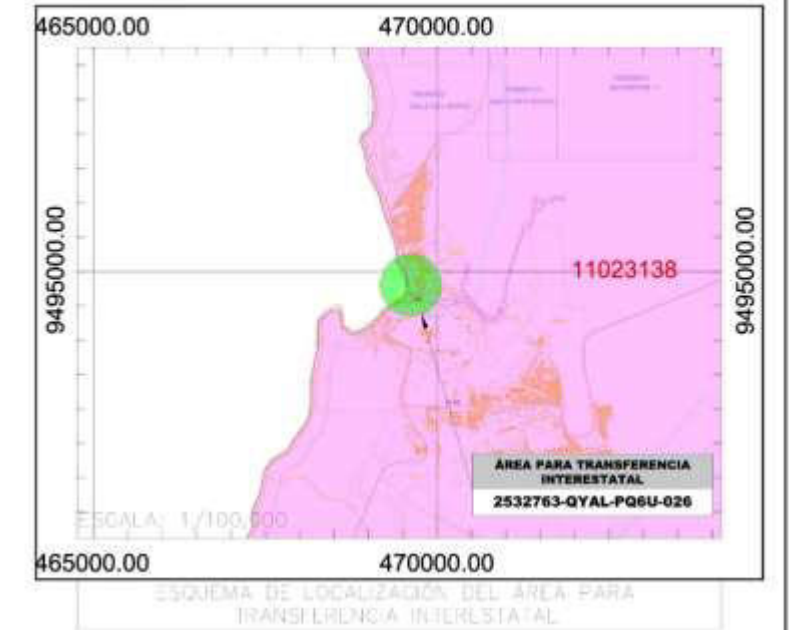 465000.00 470000.00
9495000.00
9495000.00
11023138
ÁREA PARA TRANSFERENCIA
INTERESTATAL
2532763-QYAL-PQ6U-026
ESCALA: 1/100,000
465000.00 470000.00
ESQUEMA DE LOCALIZACIÓN DEL ÁREA PARA
TRANSFERENCIA INTERESTATAL